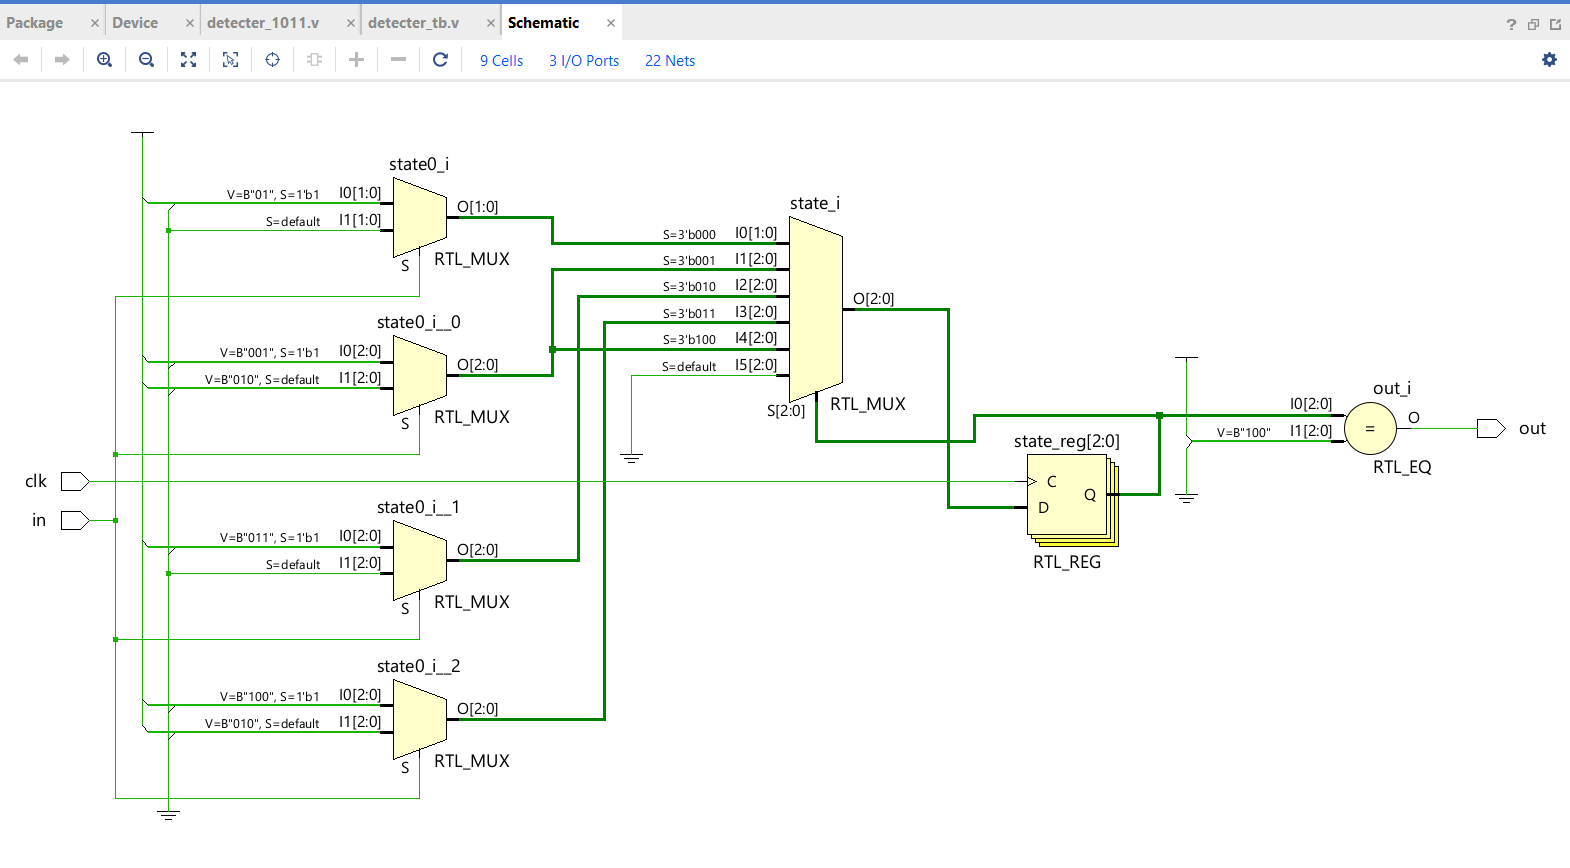 Package × Device × detecter_1011.v × detecter_tb.v × Schematic ×
?
9 Cells 3 I/O Ports 22 Nets
state0_i
V=B"01", S=1'b1 I0[1:0]
S=default I1[1:0]
O[1:0]
S
RTL_MUX
state0_i__0
V=B"001", S=1'b1 I0[2:0]
V=B"010", S=default I1[2:0]
O[2:0]
S
RTL_MUX
clk
in
state0_i__1
V=B"011", S=1'b1 I0[2:0]
S=default I1[2:0]
O[2:0]
S
RTL_MUX
state0_i__2
V=B"100", S=1'b1 I0[2:0]
V=B"010", S=default I1[2:0]
O[2:0]
S
RTL_MUX
state_i
S=3'b000 I0[1:0]
S=3'b001 I1[2:0]
S=3'b010 I2[2:0]
S=3'b011 I3[2:0]
S=3'b100 I4[2:0]
S=default I5[2:0]
O[2:0]
S[2:0]
RTL_MUX
state_reg[2:0]
C
Q
D
RTL_REG
out_i
I0[2:0]
V=B"100" I1[2:0]
=
O
out
RTL_EQ